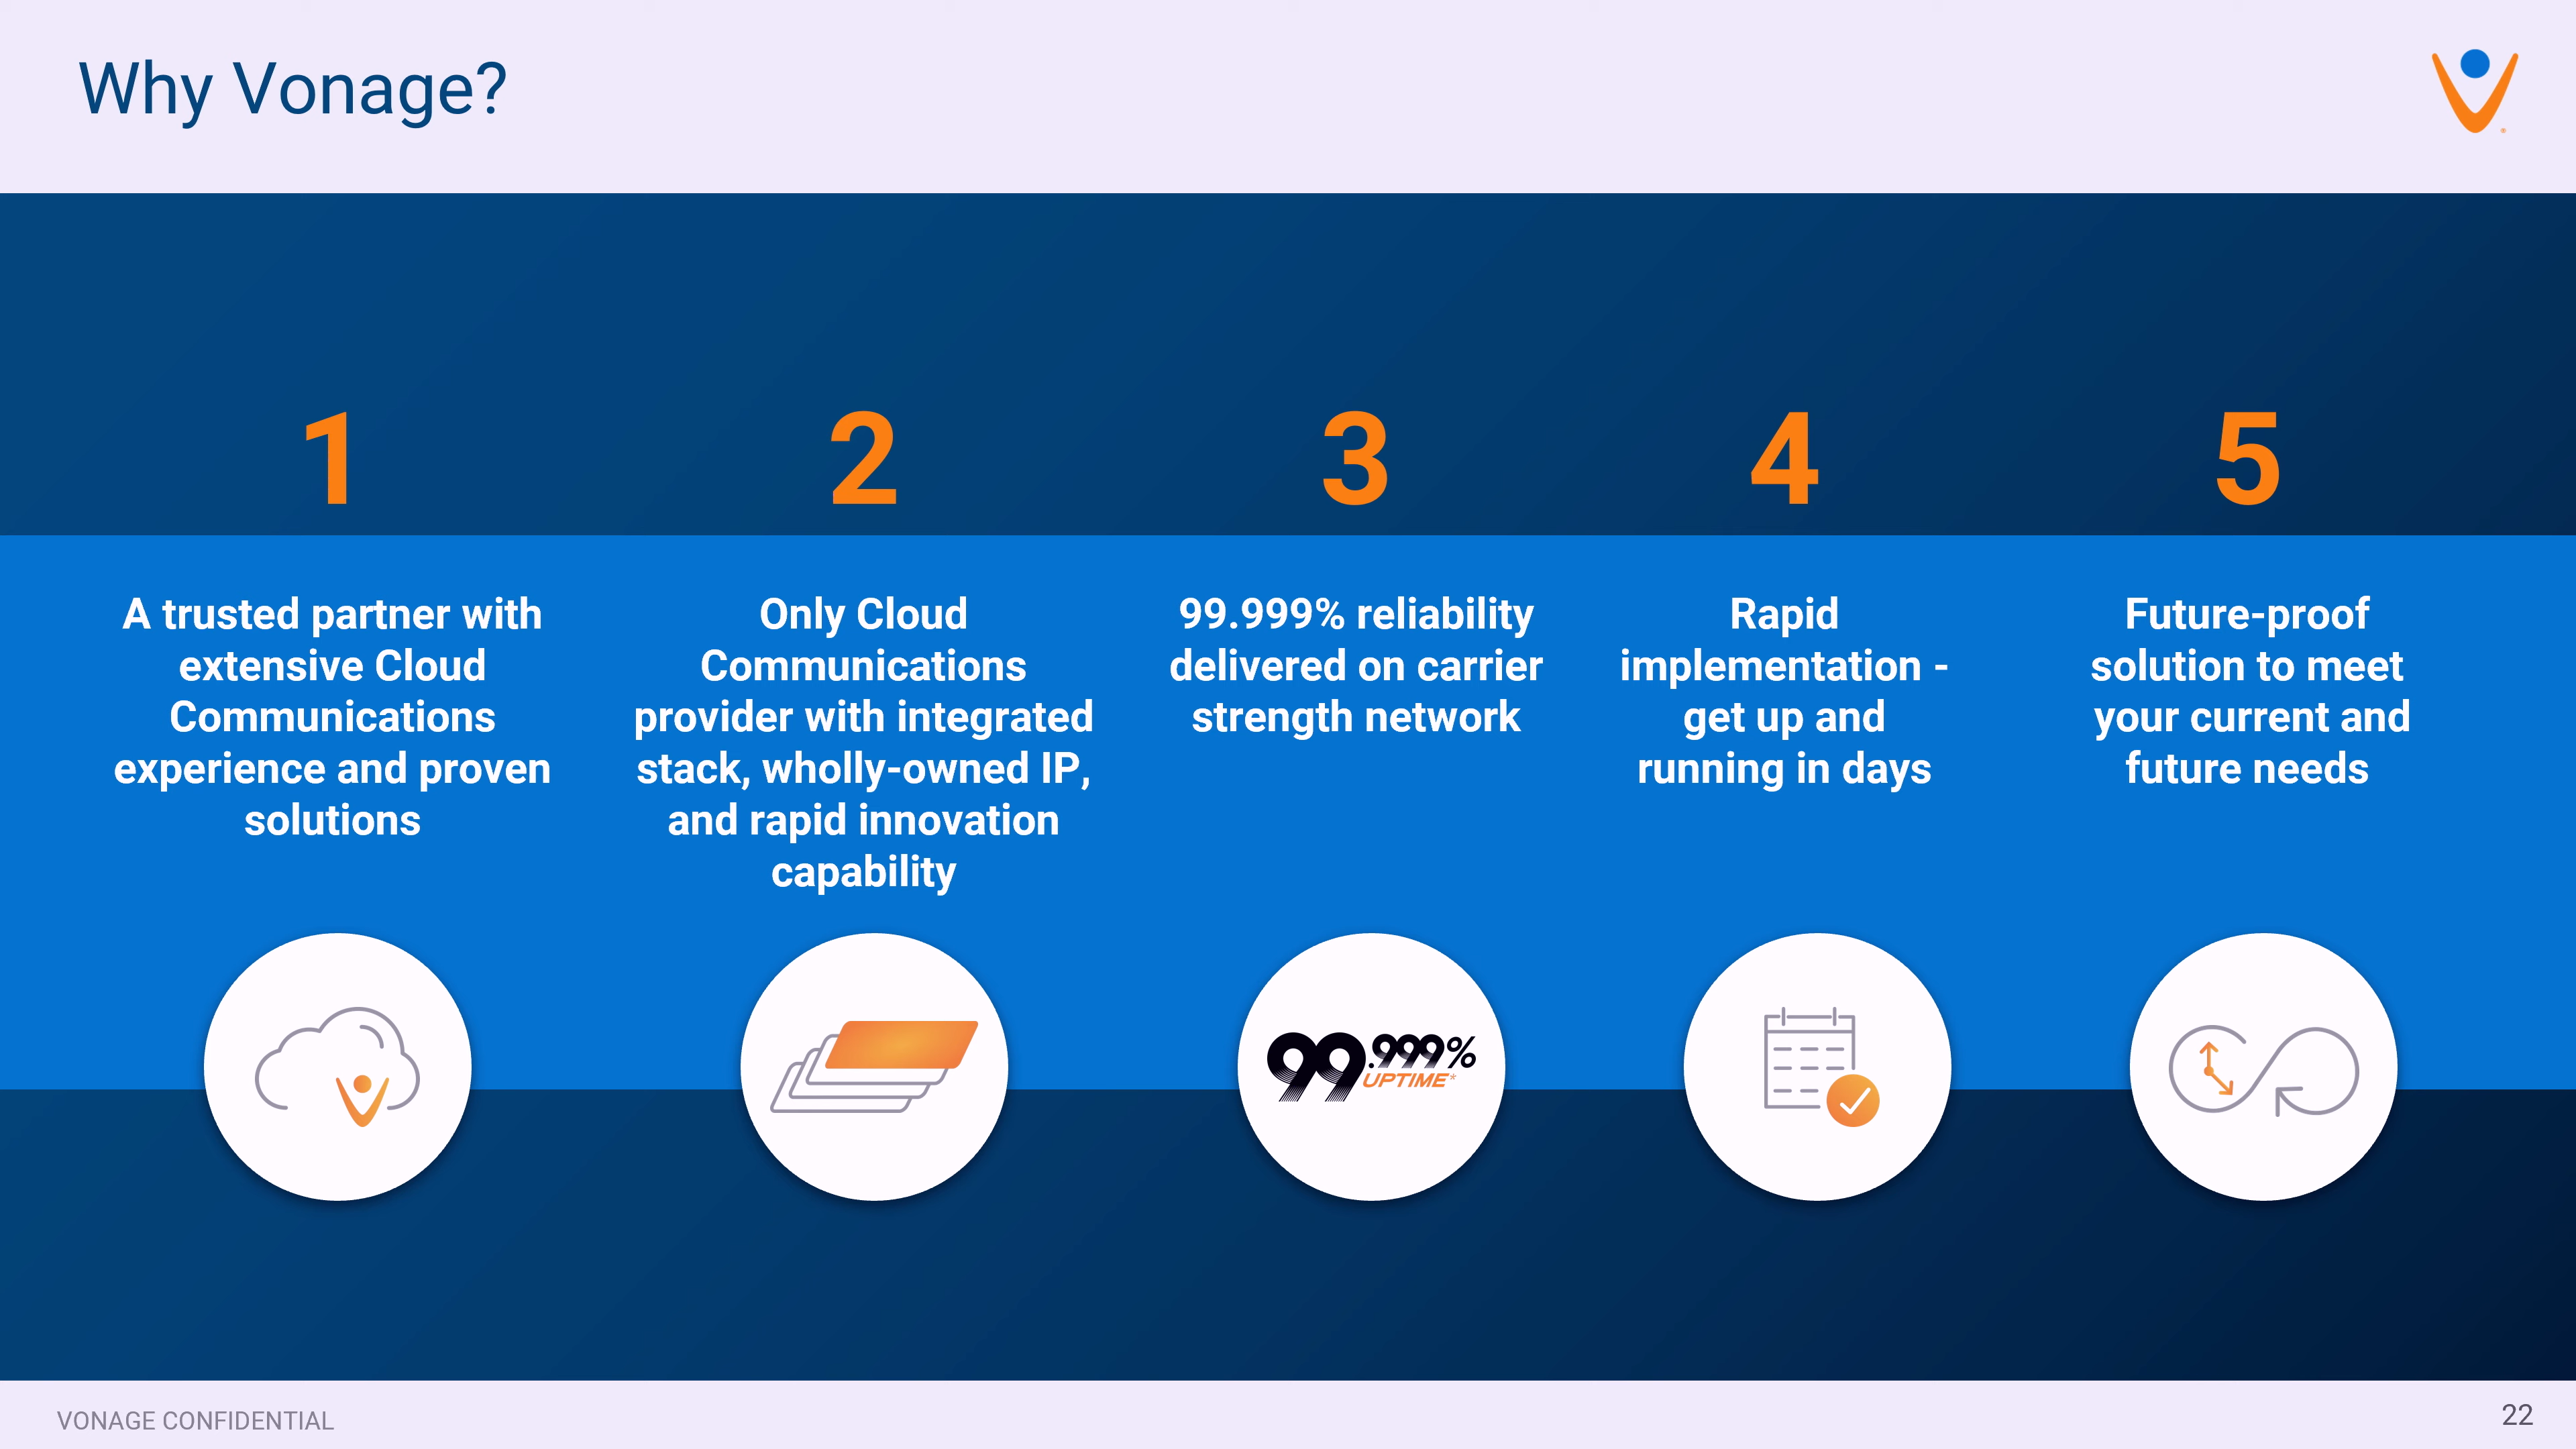 Why Vonage?
1
2
3
4
5
A trusted partner with
extensive Cloud
Communications
experience and proven
solutions
Only Cloud
Communications
provider with integrated
stack, wholly-owned IP,
and rapid innovation
capability
99.999% reliability
delivered on carrier
strength network
Rapid
implementation -
get up and
running in days
Future-proof
solution to meet
your current and
future needs
99.999%
UPTIME*
VONAGE CONFIDENTIAL
22